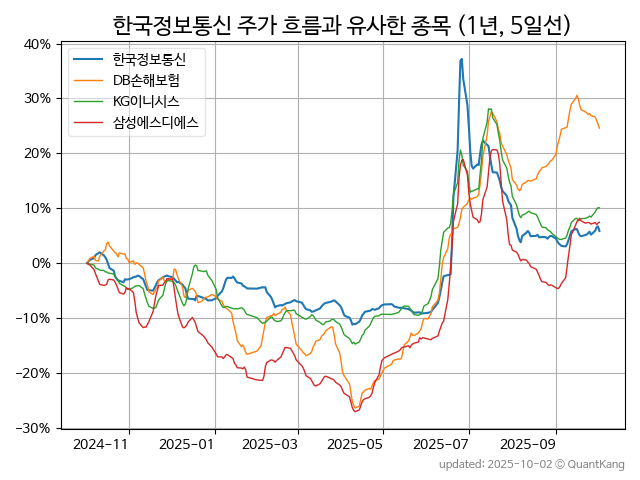 한국정보통신 주가 흐름과 유사한 종목 (1년, 5일선)
40%
30%
20%
10%
0%
−10%
−20%
−30%
한국정보통신
DB손해보험
KG이니시스
삼성에스디에스
2024-11
2025-01
2025-03
2025-05
2025-07
2025-09
updated: 2025-10-02 © QuantKang